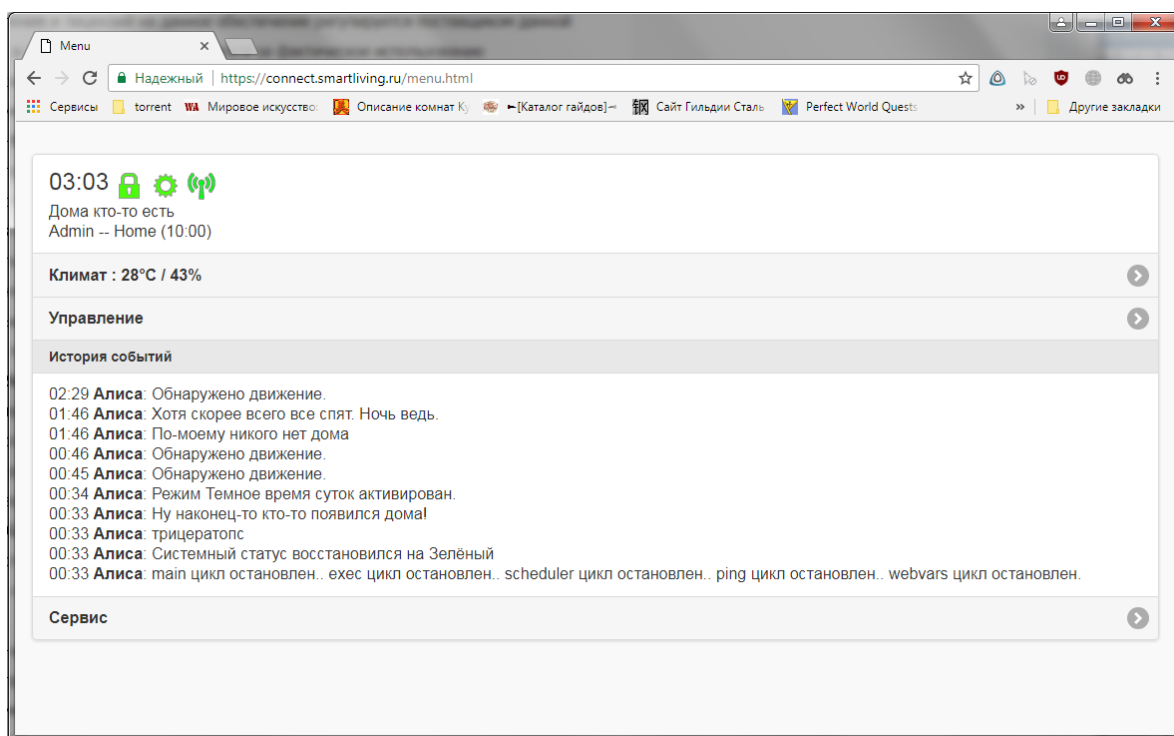 Menu
Надежный | https://connect.smartliving.ru/menu.html
Сервисы torrent WA Мировое искусство: Описание комнат Ку ►-[Каталог гайдов]-◄ Сайт Гильдии Сталь Perfect World Quests » Другие закладки
03:03
Дома кто-то есть
Admin -- Home (10:00)
Климат : 28°C / 43%
Управление
История событий
02:29 Алиса: Обнаружено движение.
01:46 Алиса: Хотя скорее всего все спят. Ночь ведь.
01:46 Алиса: По-моему никого нет дома
00:46 Алиса: Обнаружено движение.
00:45 Алиса: Обнаружено движение.
00:34 Алиса: Режим Темное время суток активирован.
00:33 Алиса: Ну наконец-то кто-то появился дома!
00:33 Алиса: трицератопс
00:33 Алиса: Системный статус восстановился на Зелёный
00:33 Алиса: main цикл остановлен.. exec цикл остановлен.. scheduler цикл остановлен.. ping цикл остановлен.. webvars цикл остановлен.
Сервис